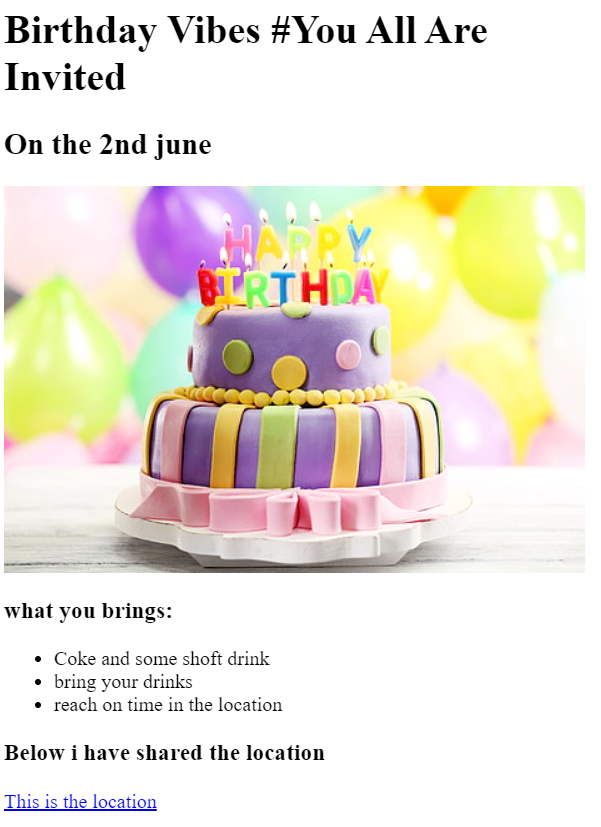 Birthday Vibes #You All Are
Invited
On the 2nd june
HAPPY
BIRTHDAY
what you brings:
Coke and some shoft drink
bring your drinks
reach on time in the location
Below i have shared the location
This is the location